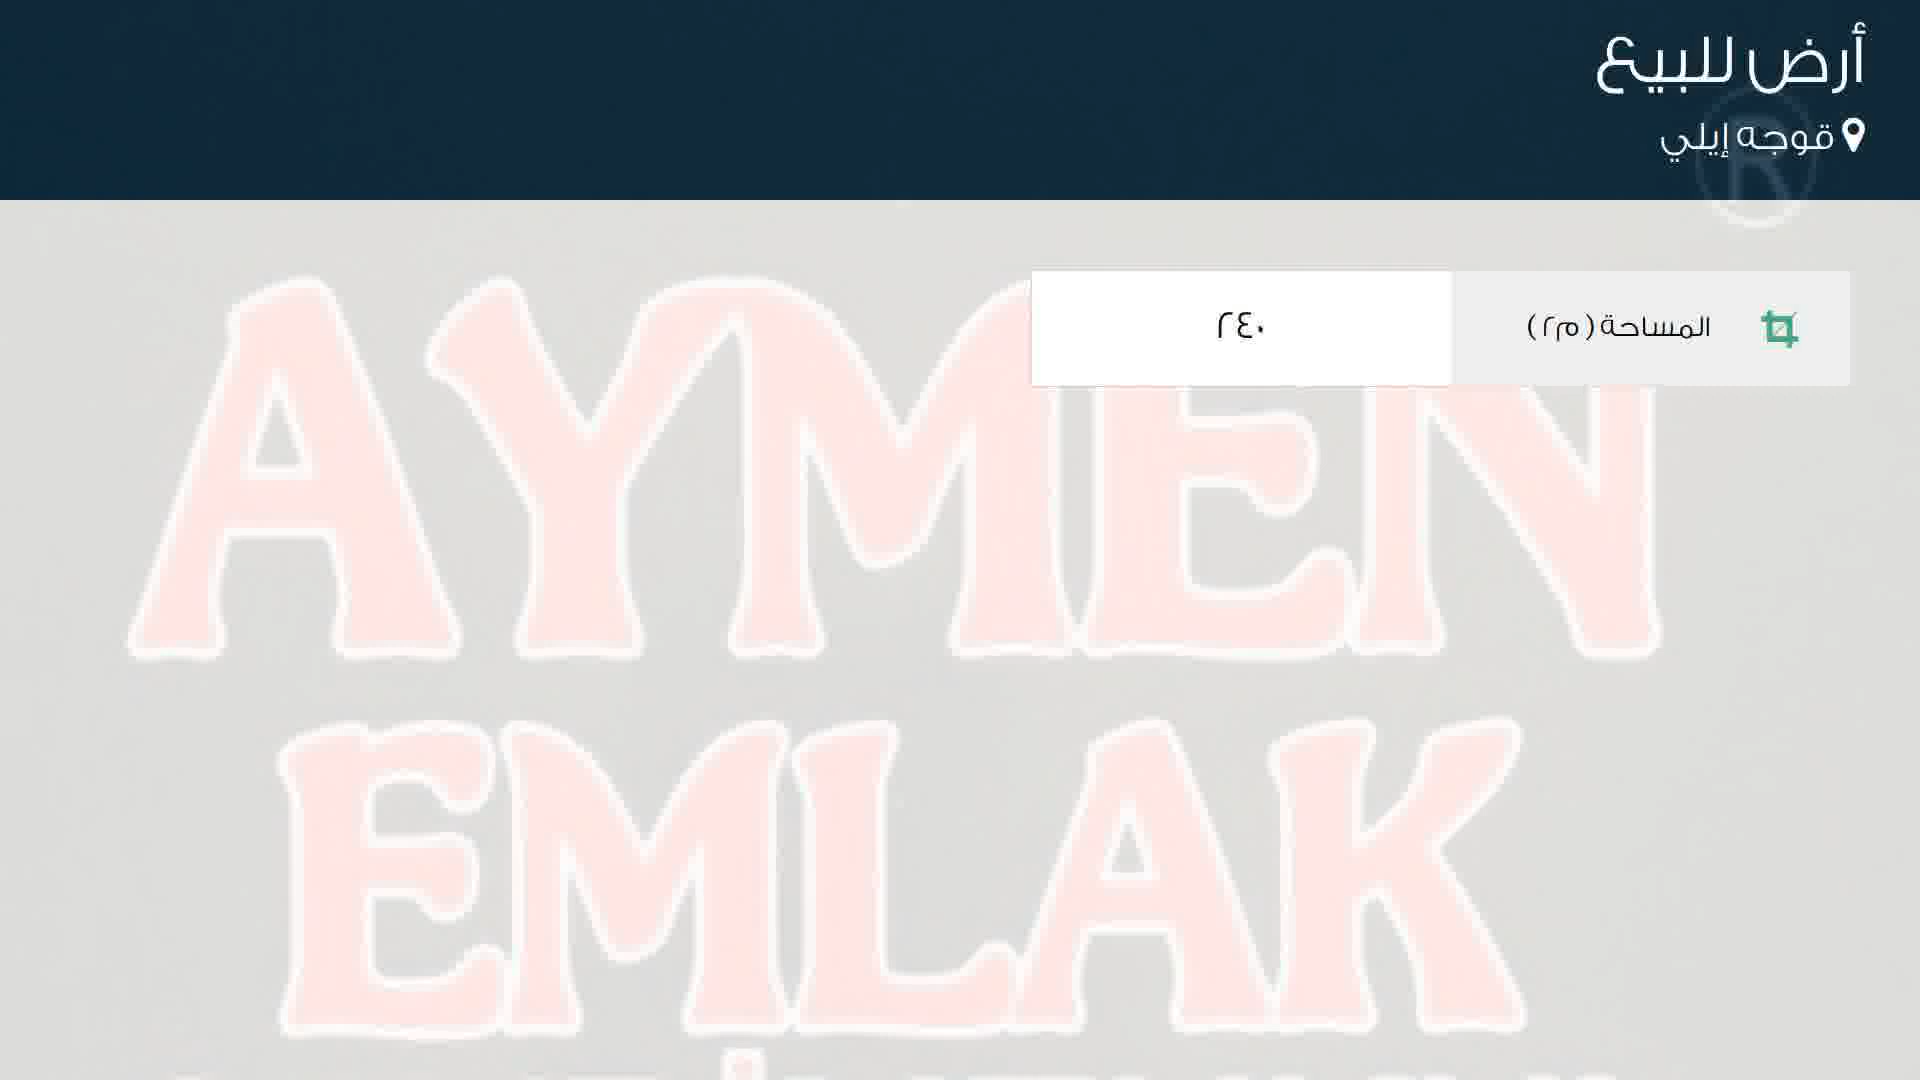 أرض للبيع
قوجه إيلي
®
المساحة (م٢)
٢٤٠
AYMEN
EMLAK